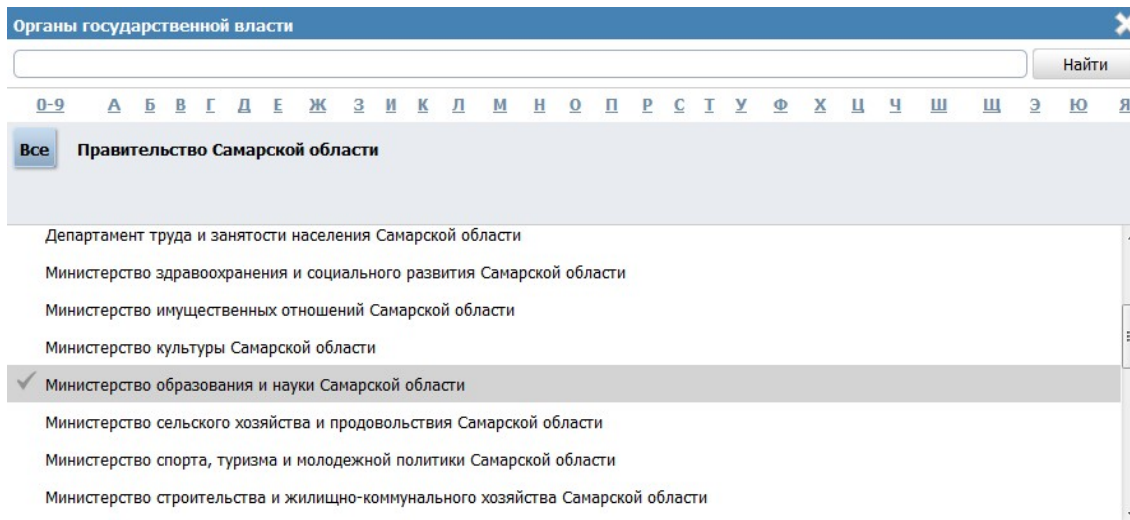 Органы государственной власти
Найти
0-9 А Б В Г Д Е Ж З И К Л М Н О П Р С Т У Ф Х Ц Ч Ш Щ Э Ю Я
Все Правительство Самарской области
Департамент труда и занятости населения Самарской области
Министерство здравоохранения и социального развития Самарской области
Министерство имущественных отношений Самарской области
Министерство культуры Самарской области
Министерство образования и науки Самарской области
Министерство сельского хозяйства и продовольствия Самарской области
Министерство спорта, туризма и молодежной политики Самарской области
Министерство строительства и жилищно-коммунального хозяйства Самарской области